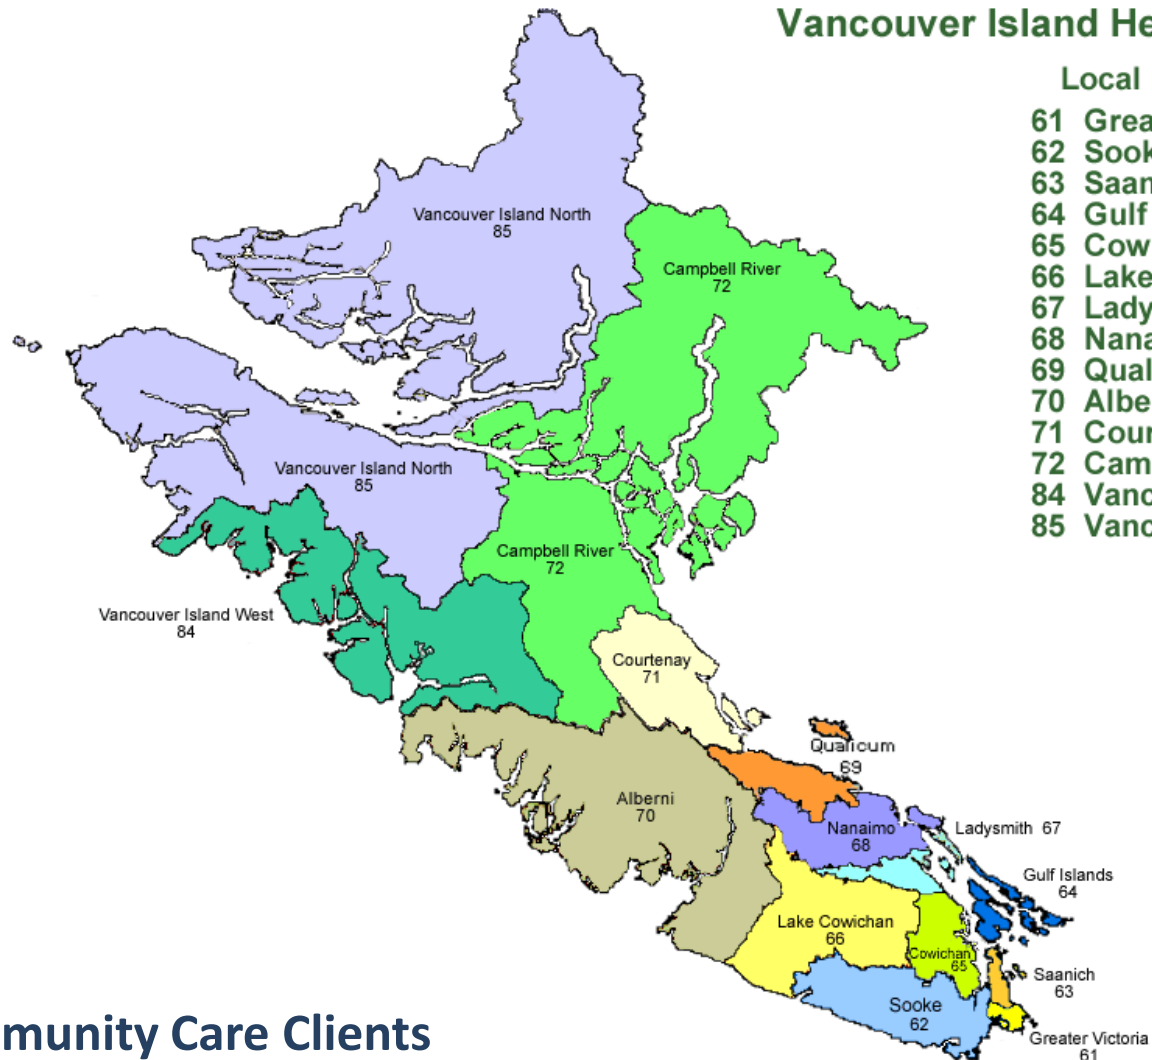 Vancouver Island He
Local
61 Grea
62 Sook
63 Saan
64 Gulf
65 Cow
66 Lake
67 Lady
68 Nana
69 Qual
70 Albe
71 Cour
72 Cam
84 Vanc
85 Vanc
Vancouver Island North
85
Campbell River
72
Vancouver Island North
85
Campbell River
72
Vancouver Island West
84
Courtenay
71
Qualicum
69
Alberni
70
Nanaimo
68
Ladysmith 67
Gulf Islands
64
Lake Cowichan
66
Cowichan
65
Saanich
63
Sooke
62
Greater Victoria
61
munity Care Clients